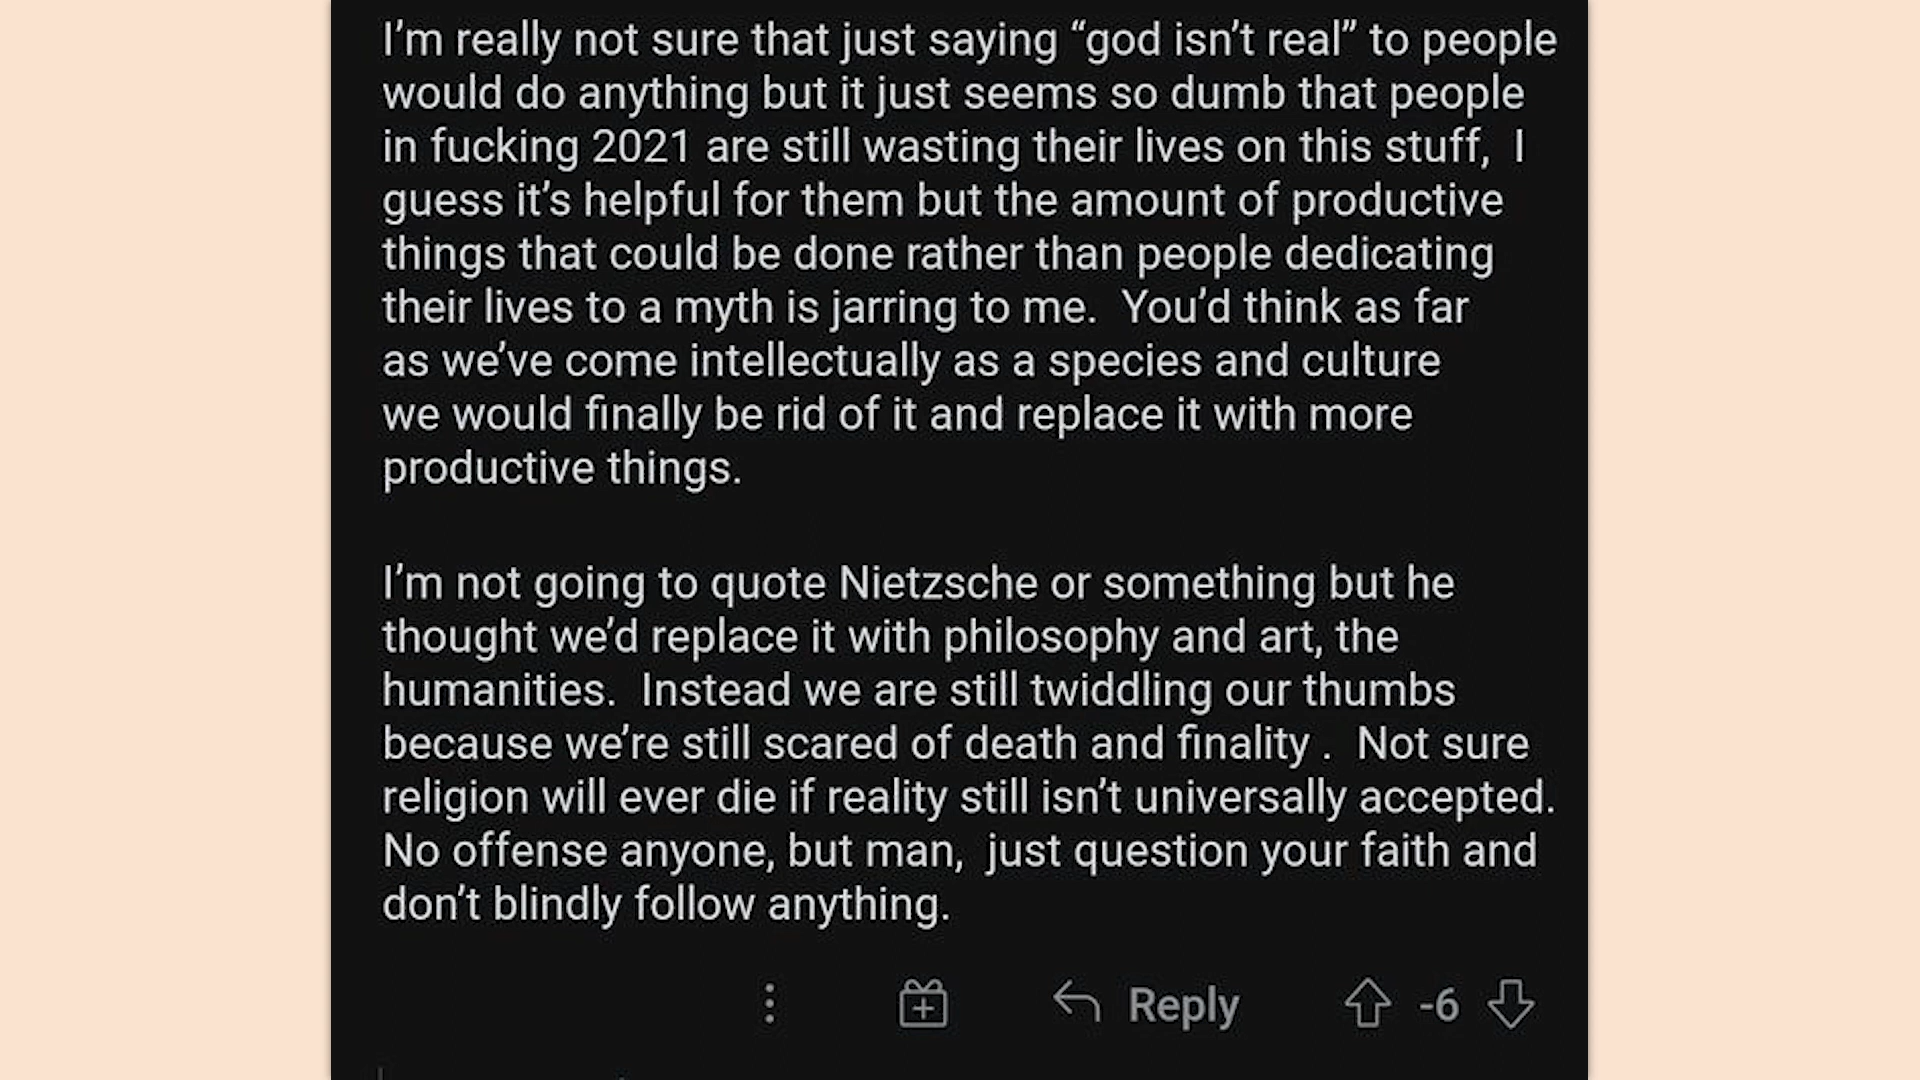 I’m really not sure that just saying “god isn’t real” to people
would do anything but it just seems so dumb that people
in fucking 2021 are still wasting their lives on this stuff,  I
guess it’s helpful for them but the amount of productive
things that could be done rather than people dedicating
their lives to a myth is jarring to me.  You’d think as far
as we’ve come intellectually as a species and culture
we would finally be rid of it and replace it with more
productive things.
I’m not going to quote Nietzsche or something but he
thought we’d replace it with philosophy and art, the
humanities.  Instead we are still twiddling our thumbs
because we’re still scared of death and finality .  Not sure
religion will ever die if reality still isn’t universally accepted.
No offense anyone, but man,  just question your faith and
don’t blindly follow anything.
Reply -6